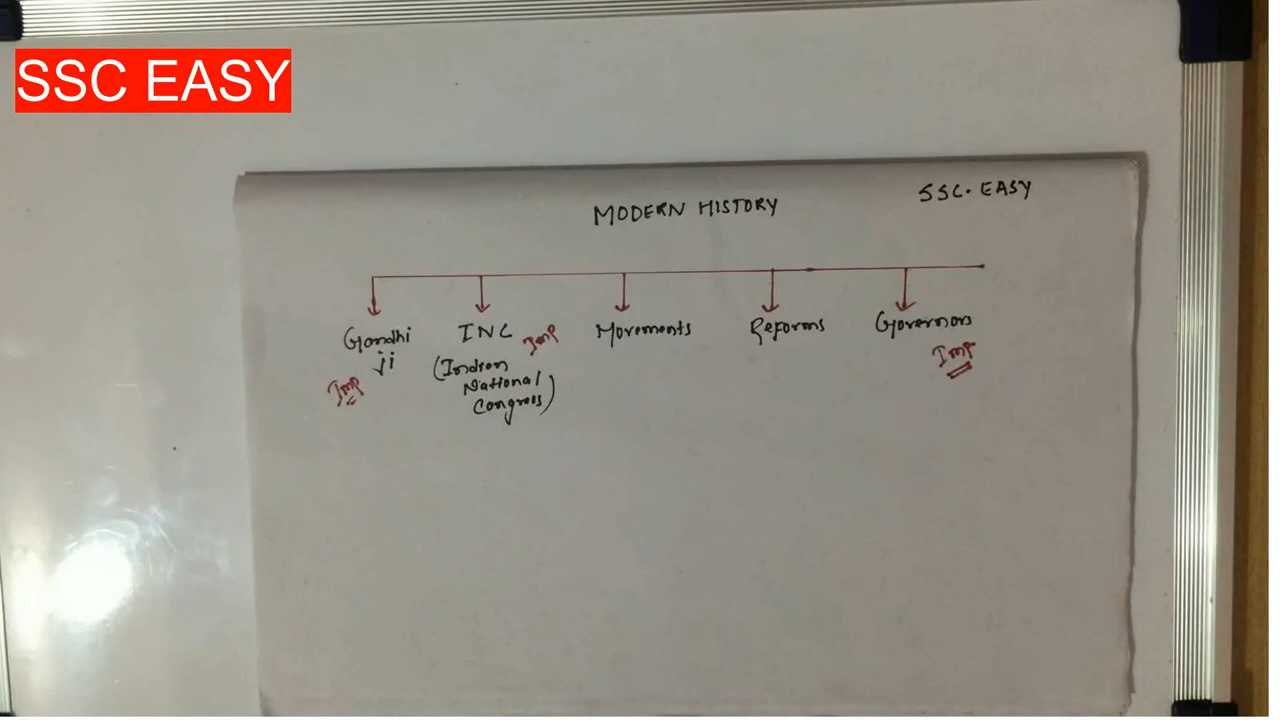 SSC EASY
SSC. EASY
MODERN HISTORY
Gandhi
ji
Imp
INC Imp
(Indian
National
Congress)
Movements
Reforms
Governors
Imp